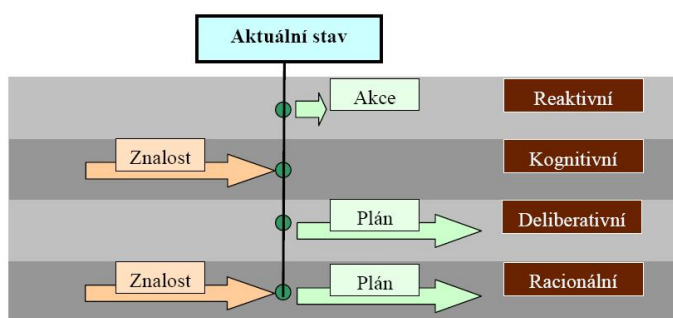 Aktuální stav
Akce Reaktivní
Znalost Kognitivní
Plán Deliberativní
Znalost Plán Racionální